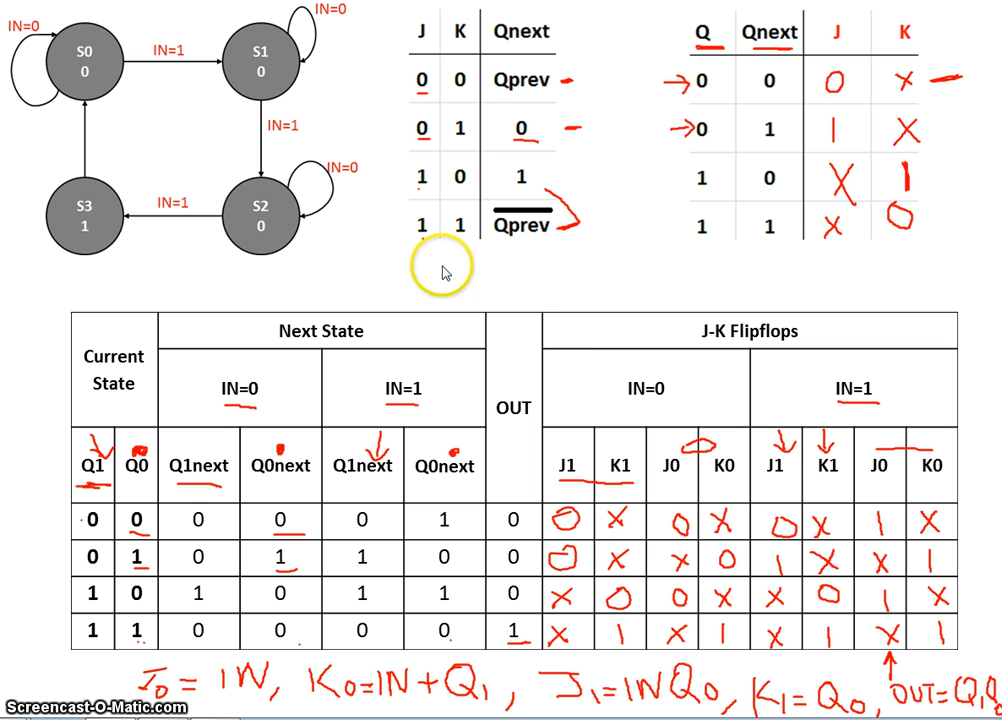 IN=0
IN=0
S0
0
IN=1
S1
0
IN=1
IN=0
S3
1
IN=1
S2
0
J K Qnext
0 0 Qprev
0 1 0
1 0 1
1 1 Qprev
Q Qnext J K
0 0 0 X
0 1 1 X
1 0 X 1
1 1 X 0
Current State
Next State
OUT
J-K Flipflops
IN=0 IN=1 IN=0 IN=1
Q1 Q0 Q1next Q0next Q1next Q0next J1 K1 J0 K0 J1 K1 J0 K0
0 0 0 0 0 1 0 0 X 0 X 0 X 1 X
0 1 0 1 1 0 0 0 X X 0 1 X X 1
1 0 1 0 1 1 0 X 0 0 X X 0 1 X
1 1 0 0 0 0 1 X 1 X 1 X 1 X 1
J0 = IN, K0=IN+Q1, J1=INQ0, K1=Q0, OUT=Q1Q0
Screencast-O-Matic.com